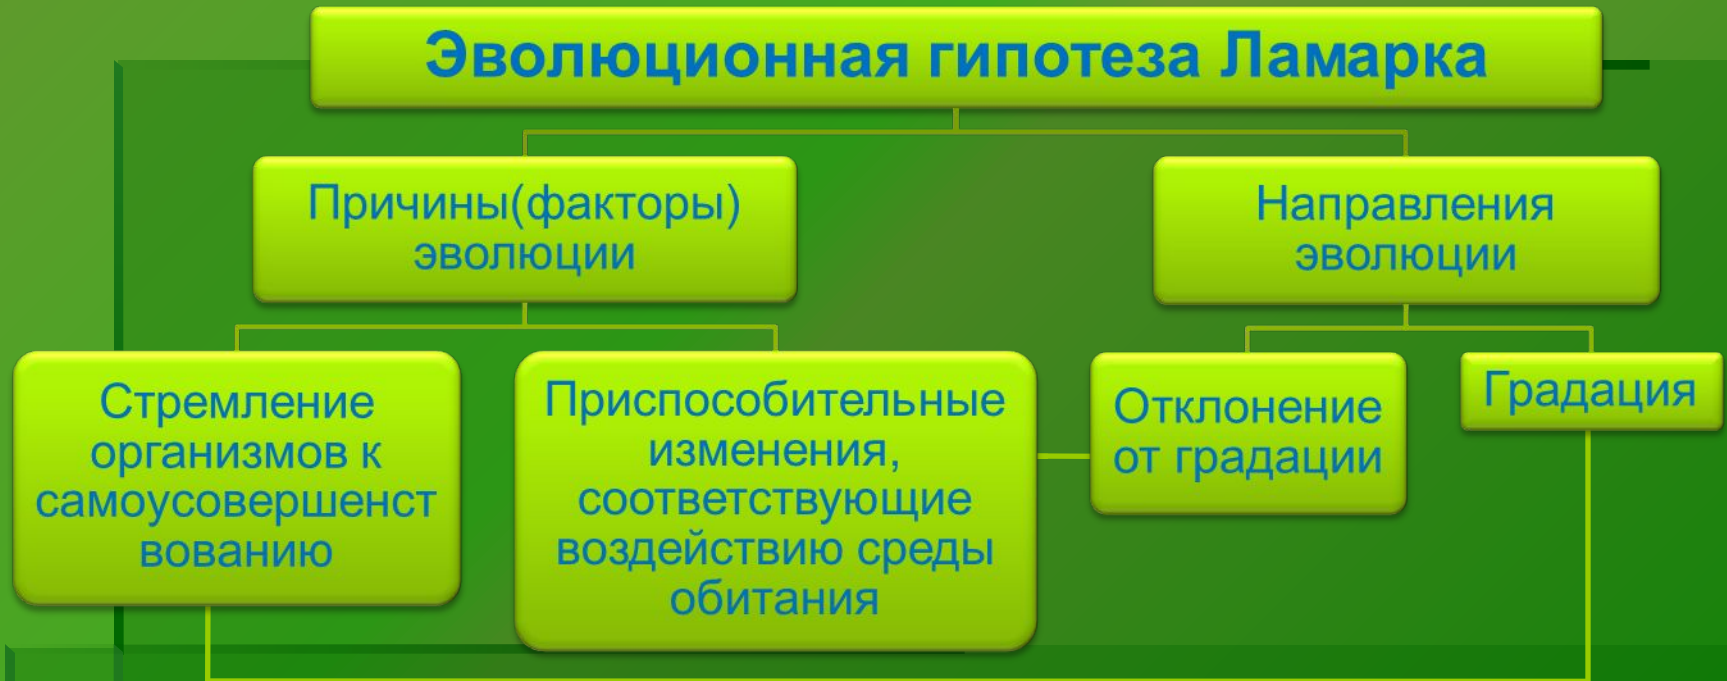 Эволюционная гипотеза Ламарка
Причины(факторы)
эволюции
Направления
эволюции
Стремление
организмов к
самоусовершенст
вованию
Приспособительные
изменения,
соответствующие
воздействию среды
обитания
Отклонение
от градации
Градация